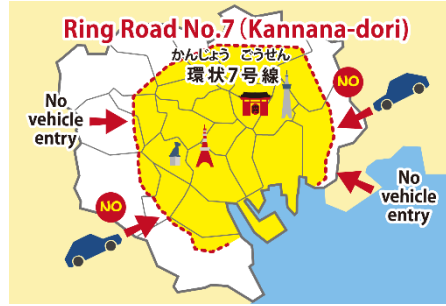 Ring Road No.7 (Kannana-dori)
かんじょう ごうせん
環状7号線
NO
No
vehicle
entry
NO
No
vehicle
entry